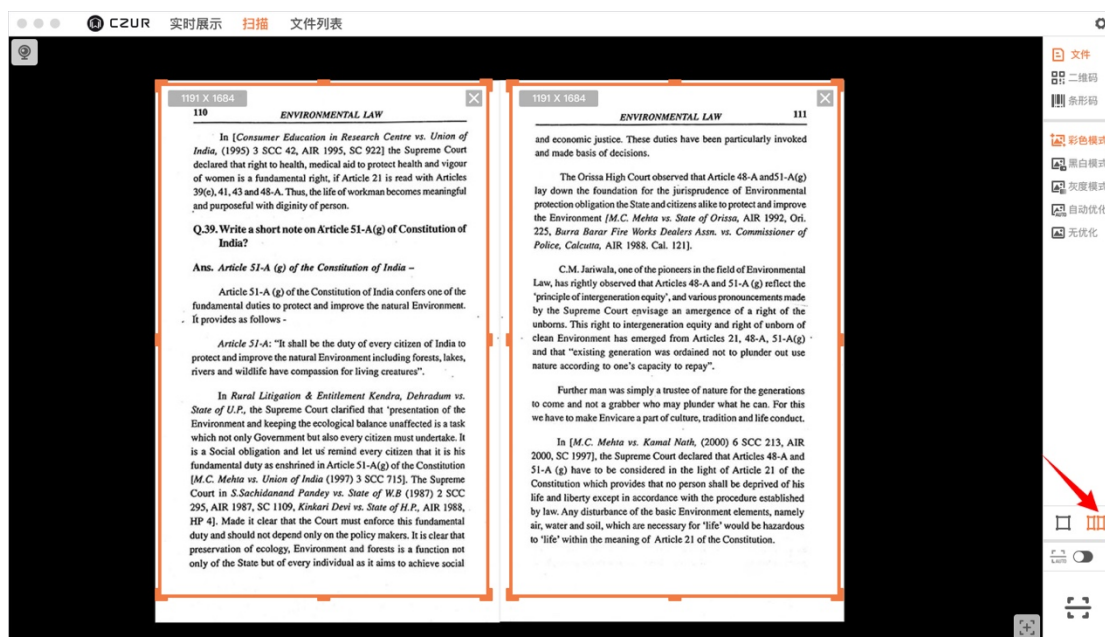 CZUR 实时展示 扫描 文件列表
1191 X 1684
110 ENVIRONMENTAL LAW
In [Consumer Education in Research Centre vs. Union of
India, (1995) 3 SCC 42, AIR 1995, SC 922] the Supreme Court
declared that right to health, medical aid to protect health and vigour
of women is a fundamental right, if Article 21 is read with Articles
39(e), 41, 43 and 48-A. Thus, the life of workman becomes meaningful
and purposeful with diginity of person.
Q.39. Write a short note on Article 51-A(g) of Constitution of
India?
Ans. Article 51-A (g) of the Constitution of India –
Article 51-A (g) of the Constitution of India confers one of the
fundamental duties to protect and improve the natural Environment.
It provides as follows -
Article 51-A: “It shall be the duty of every citizen of India to
protect and improve the natural Environment including forests, lakes,
rivers and wildlife have compassion for living creatures”.
In Rural Litigation & Entitlement Kendra, Dehradum vs.
State of U.P., the Supreme Court clarified that ‘presentation of the
Environment and keeping the ecological balance unaffected is a task
which not only Government but also every citizen must undertake. It
is a Social obligation and let us remind every citizen that it is his
fundamental duty as enshrined in Article 51-A(g) of the Constitution
[M.C. Mehta vs. Union of India (1997) 3 SCC 715]. The Supreme
Court in S.Sachidanand Pandey vs. State of W.B (1987) 2 SCC
295, AIR 1987, SC 1109, Kinkari Devi vs. State of H.P., AIR 1988,
HP 4]. Made it clear that the Court must enforce this fundamental
duty and should not depend only on the policy makers. It is clear that
preservation of ecology, Environment and forests is a function not
only of the State but of every individual as it aims to achieve social
1191 X 1684
ENVIRONMENTAL LAW 111
and economic justice. These duties have been particularly invoked
and made basis of decisions.
The Orissa High Court observed that Article 48-A and51-A(g)
lay down the foundation for the jurisprudence of Environmental
protection obligation the State and citizens alike to protect and improve
the Environment [M.C. Mehta vs. State of Orissa, AIR 1992, Ori.
225, Burra Barar Fire Works Dealers Assn. vs. Commissioner of
Police, Calcutta, AIR 1988. Cal. 121].
C.M. Jariwala, one of the pioneers in the field of Environmental
Law, has rightly observed that Articles 48-A and 51-A (g) reflect the
‘principle of intergeneration equity’, and various pronouncements made
by the Supreme Court envisage an amergence of a right of the
unborns. This right to intergeneration equity and right of unborn of
clean Environment has emerged from Articles 21, 48-A, 51-A(g)
and that “existing generation was ordained not to plunder out use
nature according to one’s capacity to repay”.
Further man was simply a trustee of nature for the generations
to come and not a grabber who may plunder what he can. For this
we have to make Envicare a part of culture, tradition and life conduct.
In [M.C. Mehta vs. Kamal Nath, (2000) 6 SCC 213, AIR
2000, SC 1997], the Supreme Court declared that Articles 48-A and
51-A (g) have to be considered in the light of Article 21 of the
Constitution which provides that no person shall be deprived of his
life and liberty except in accordance with the procedure established
by law. Any disturbance of the basic Environment elements, namely
air, water and soil, which are necessary for ‘life’ would be hazardous
to ‘life’ within the meaning of Article 21 of the Constitution.
文件
二维码
条形码
彩色模式
黑白模式
灰度模式
自动优化
无优化
AUTO